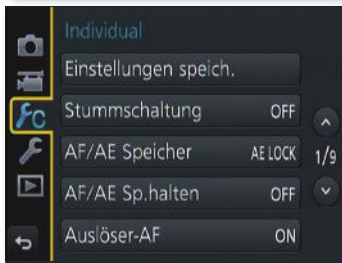 Individual
Einstellungen speich.
Stummschaltung OFF
AF/AE Speicher AE LOCK 1/9
AF/AE Sp.halten OFF
Auslöser-AF ON
C